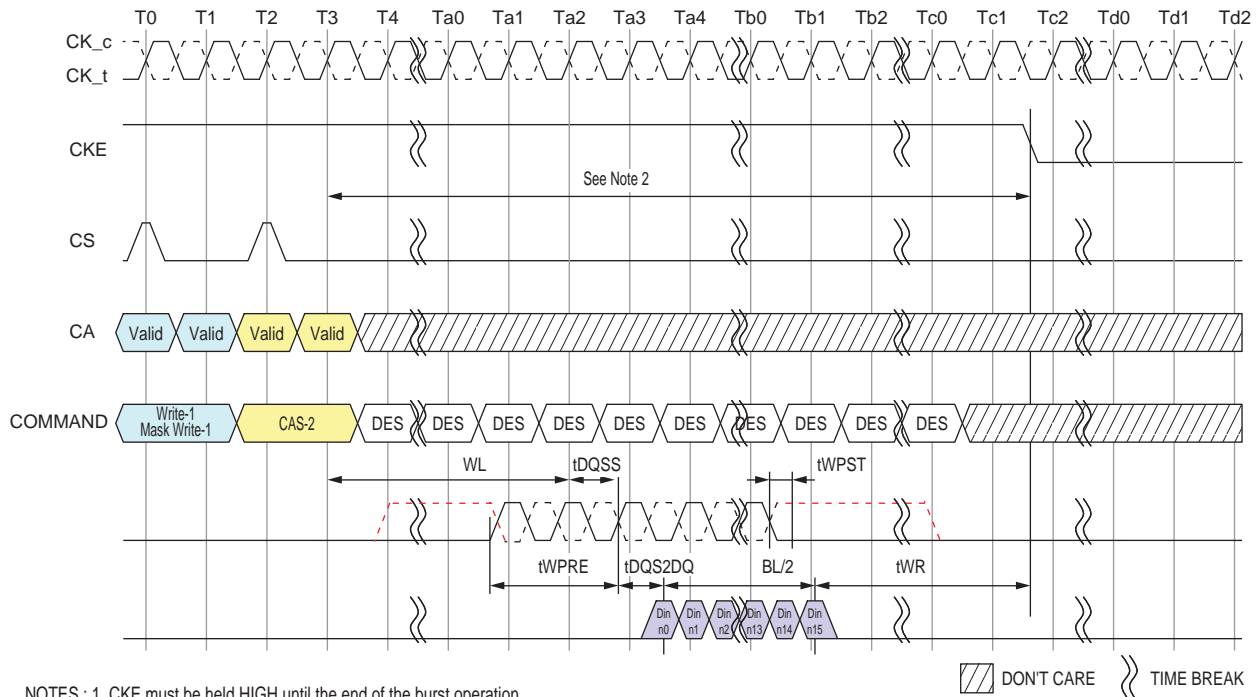 T0 T1 T2 T3 T4 Ta0 Ta1 Ta2 Ta3 Ta4 Tb0 Tb1 Tb2 Tc0 Tc1 Tc2 Td0 Td1 Td2
CK_c
CK_t
CKE
See Note 2
CS
CA Valid Valid Valid Valid
COMMAND Write-1 Mask Write-1 CAS-2 DES DES DES DES DES DES DES DES DES DES
WL tDQSS tWPST
tWPRE tDQS2DQ BL/2 tWR
Din n0 Din n1 Din n2 Din n13 Din n14 Din n15
DON'T CARE TIME BREAK
NOTES : 1. CKE must be held HIGH until the end of the burst operation